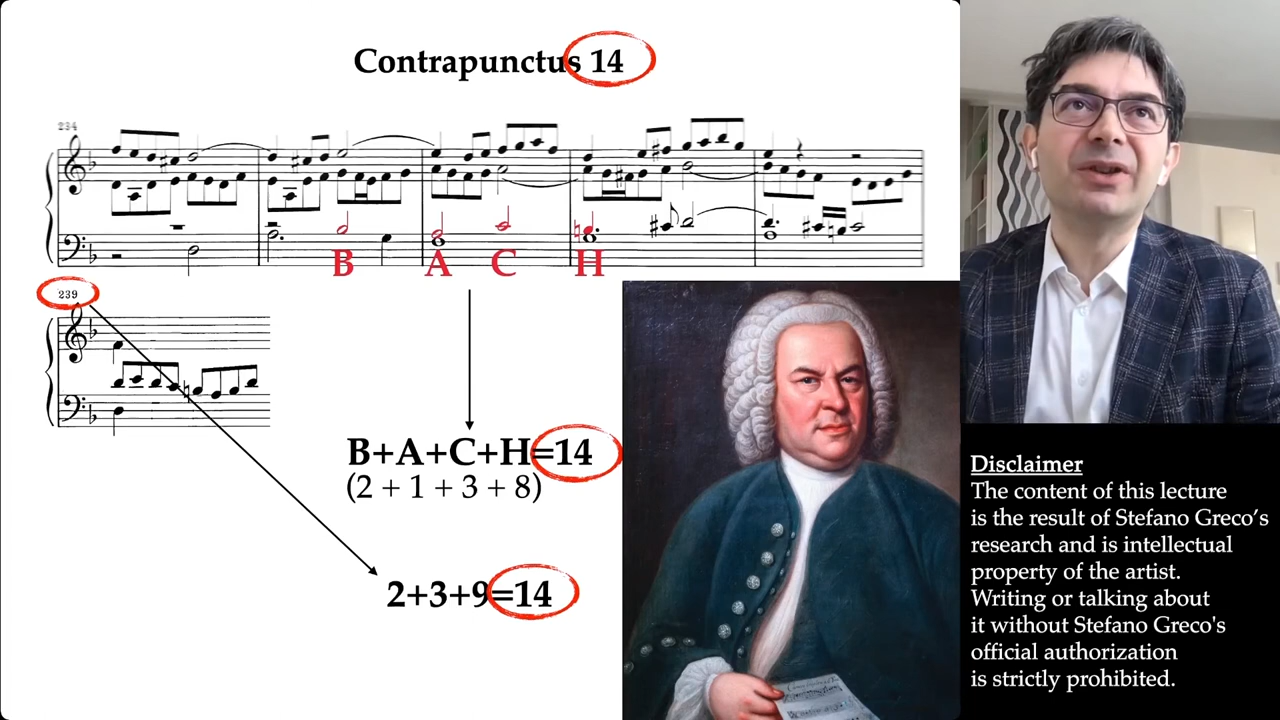 Contrapunctus 14
234
B A C H
239
B+A+C+H=14
(2 + 1 + 3 + 8)
2+3+9=14
Disclaimer
The content of this lecture
is the result of Stefano Greco’s
research and is intellectual
property of the artist.
Writing or talking about
it without Stefano Greco's
official authorization
is strictly prohibited.